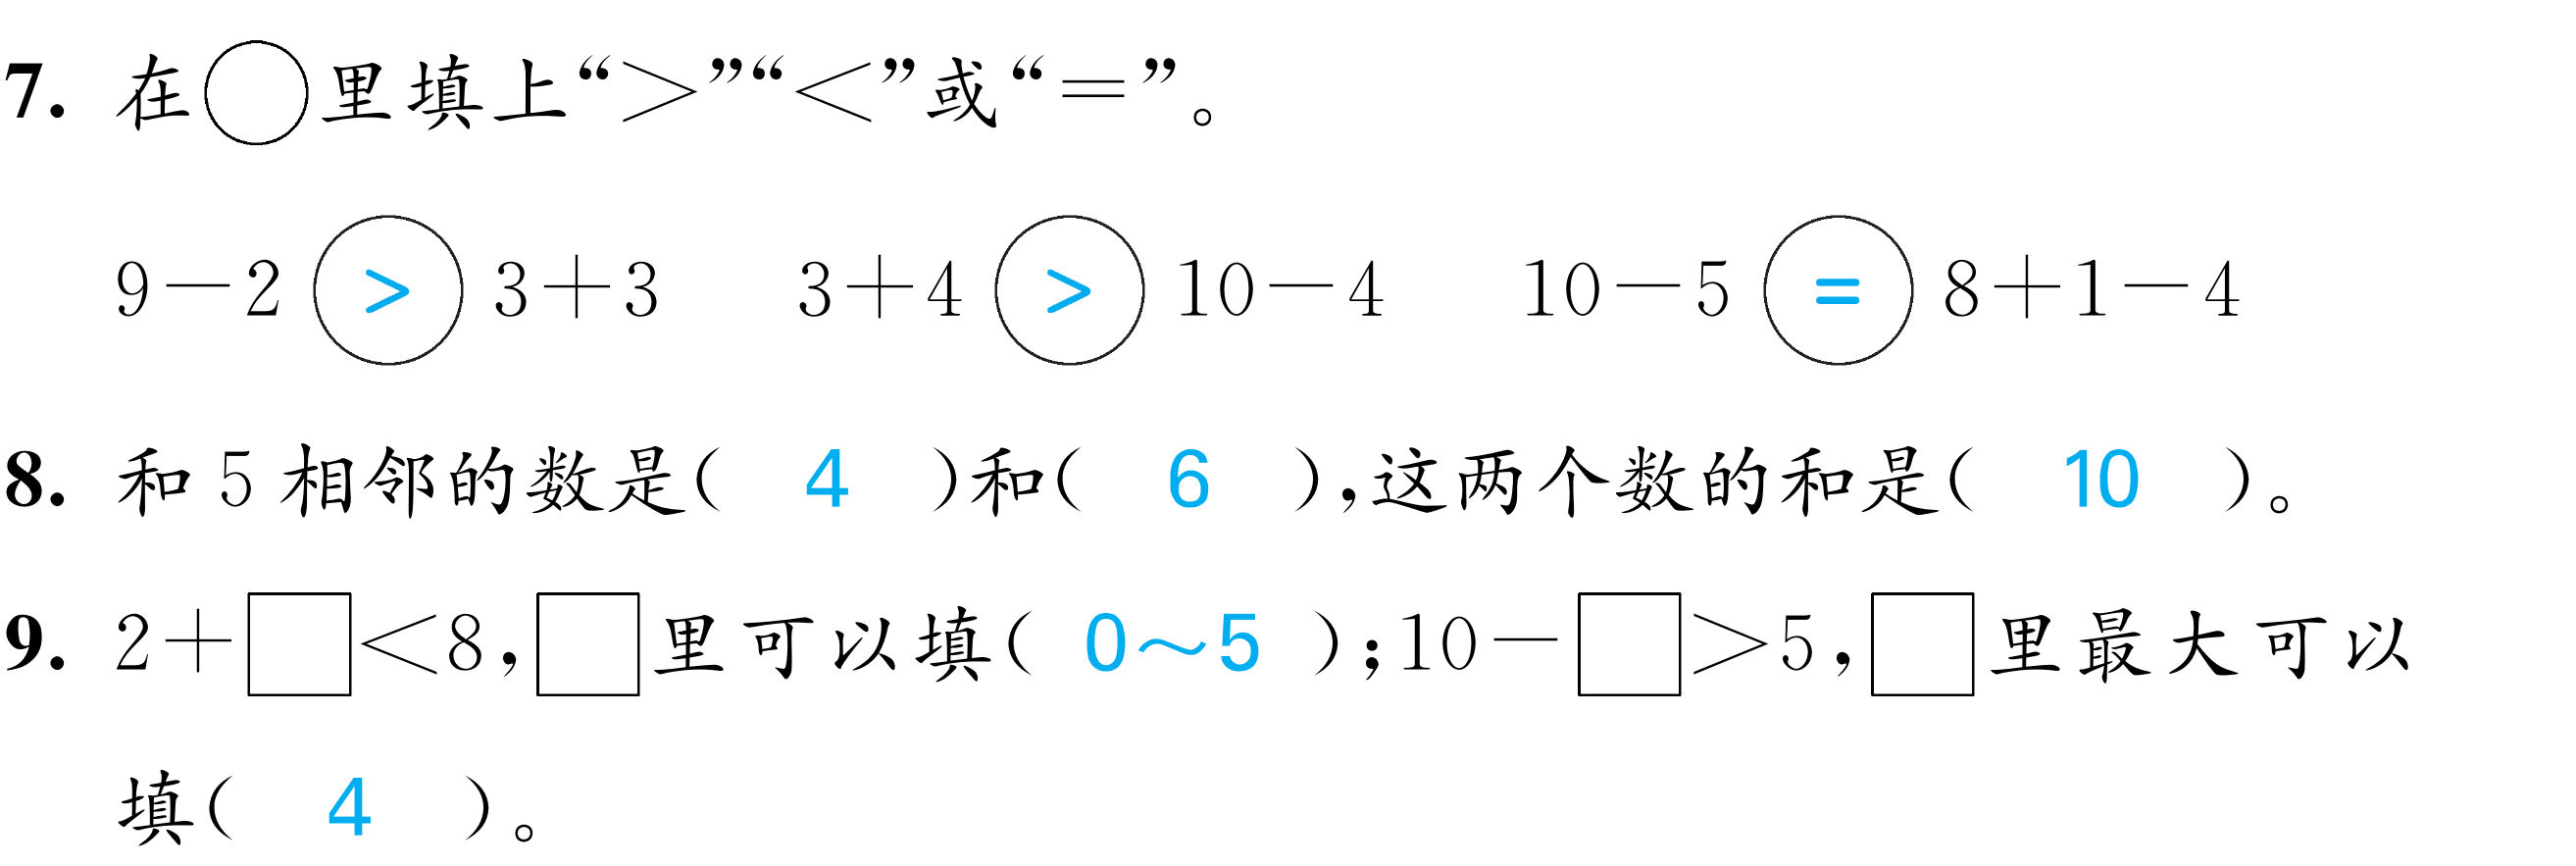 7. 在○里填上“＞”“＜”或“＝”。
9－2 > 3＋3 3＋4 > 10－4 10－5 = 8＋1－4
8. 和 5 相邻的数是( 4 )和( 6 ),这两个数的和是( 10 )。
9. 2＋□＜8,□里可以填( 0～5 );10－□＞5,□里最大可以
填( 4 )。